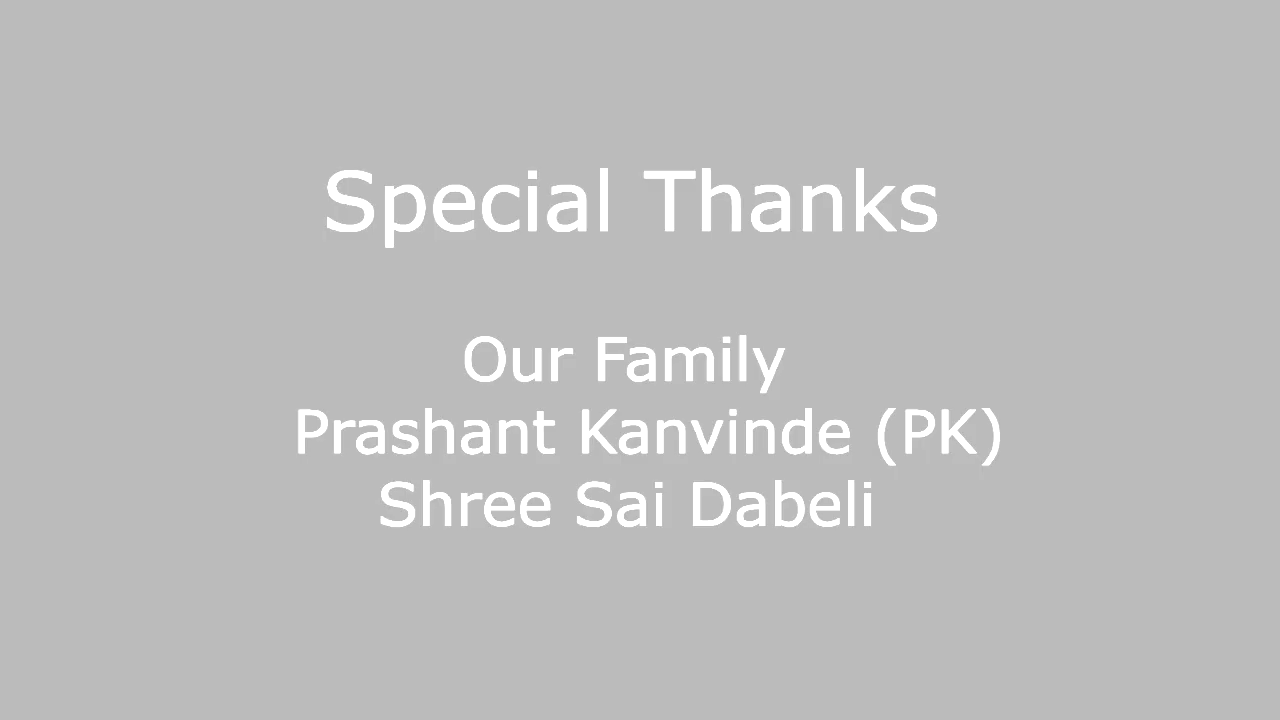 Special Thanks
Our Family
Prashant Kanvinde (PK)
Shree Sai Dabeli